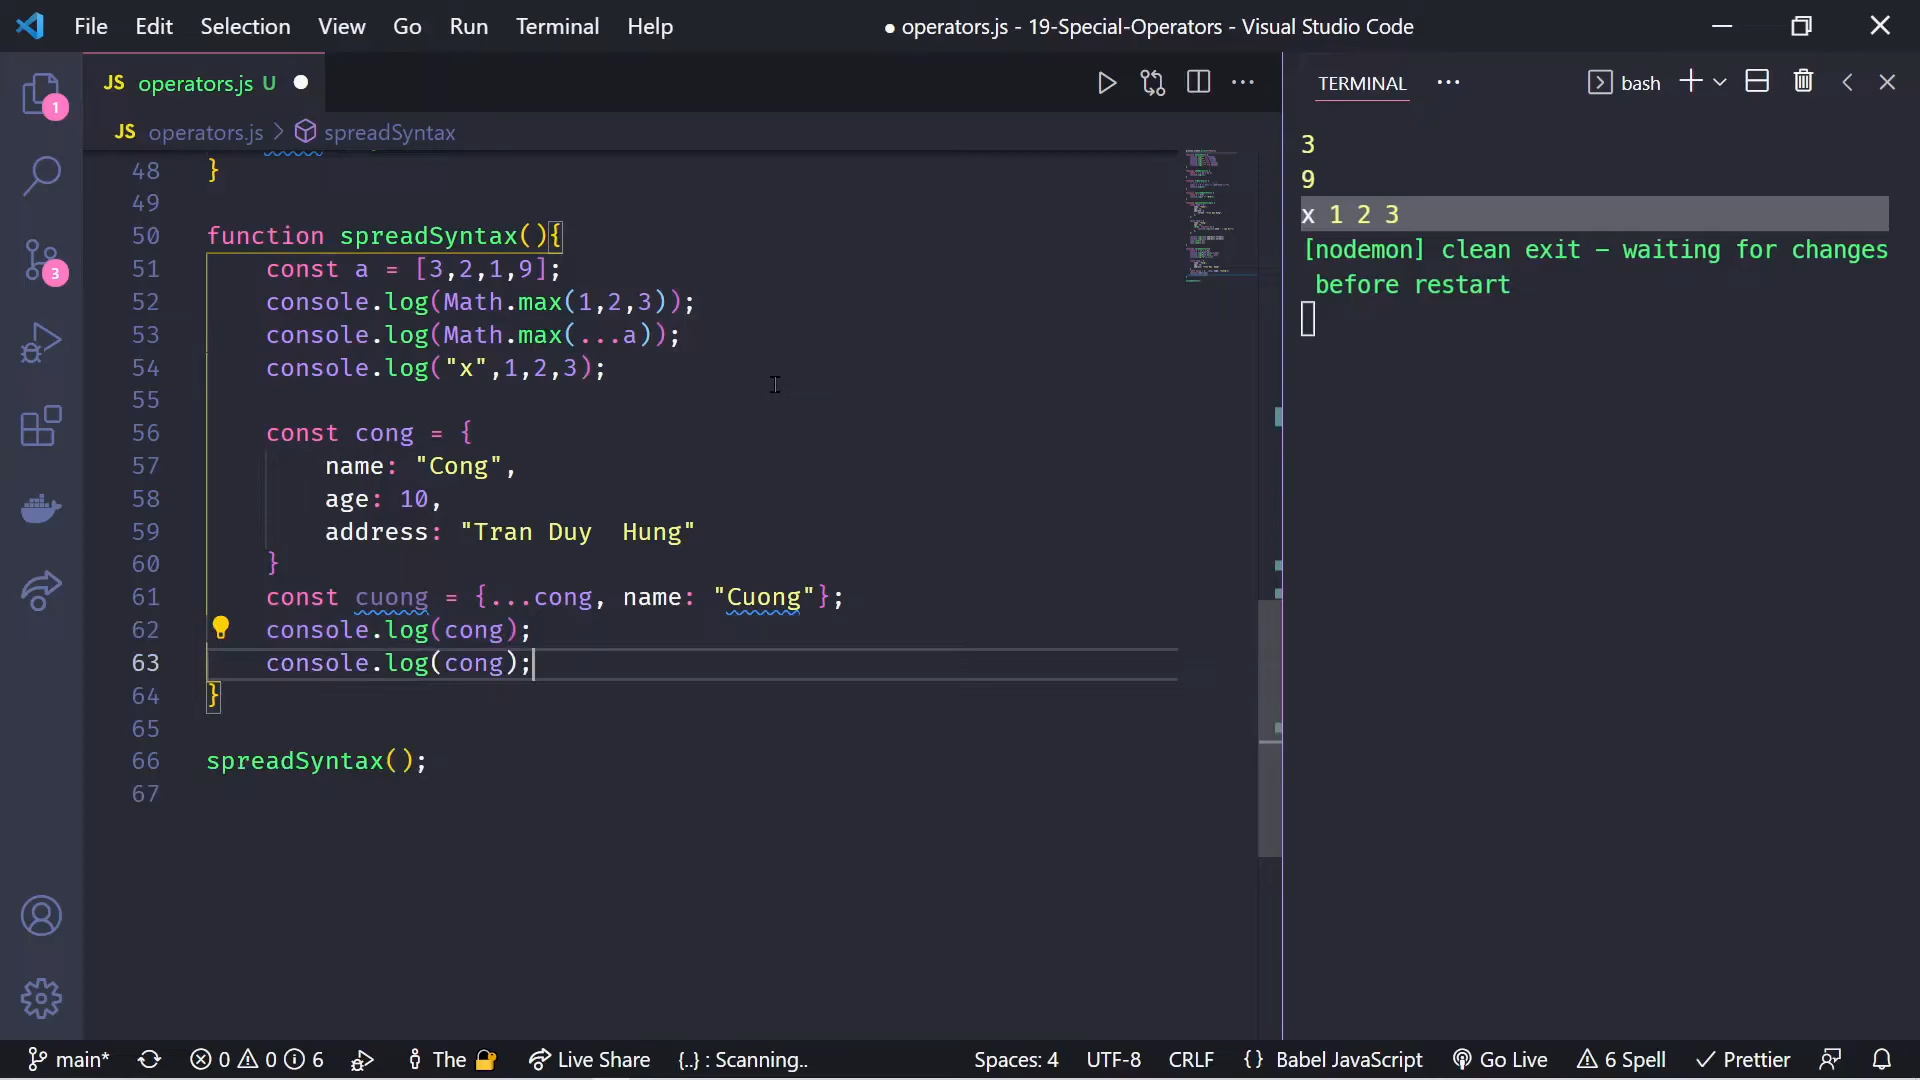 File Edit Selection View Go Run Terminal Help ● operators.js - 19-Special-Operators - Visual Studio Code
JS operators.js U ●
TERMINAL ··· bash
JS operators.js > spreadSyntax
48 }
49
50 function spreadSyntax(){
51 const a = [3,2,1,9];
52 console.log(Math.max(1,2,3));
53 console.log(Math.max(...a));
54 console.log("x",1,2,3);
55
56 const cong = {
57 name: "Cong",
58 age: 10,
59 address: "Tran Duy  Hung"
60 }
61 const cuong = {...cong, name: "Cuong"};
62 console.log(cong);
63 console.log(cong);
64 }
65
66 spreadSyntax();
67
3
9
x 1 2 3
[nodemon] clean exit – waiting for changes
before restart
1
3
main* 0 0 6 The Live Share {..} : Scanning.. Spaces: 4 UTF-8 CRLF {} Babel JavaScript Go Live 6 Spell Prettier